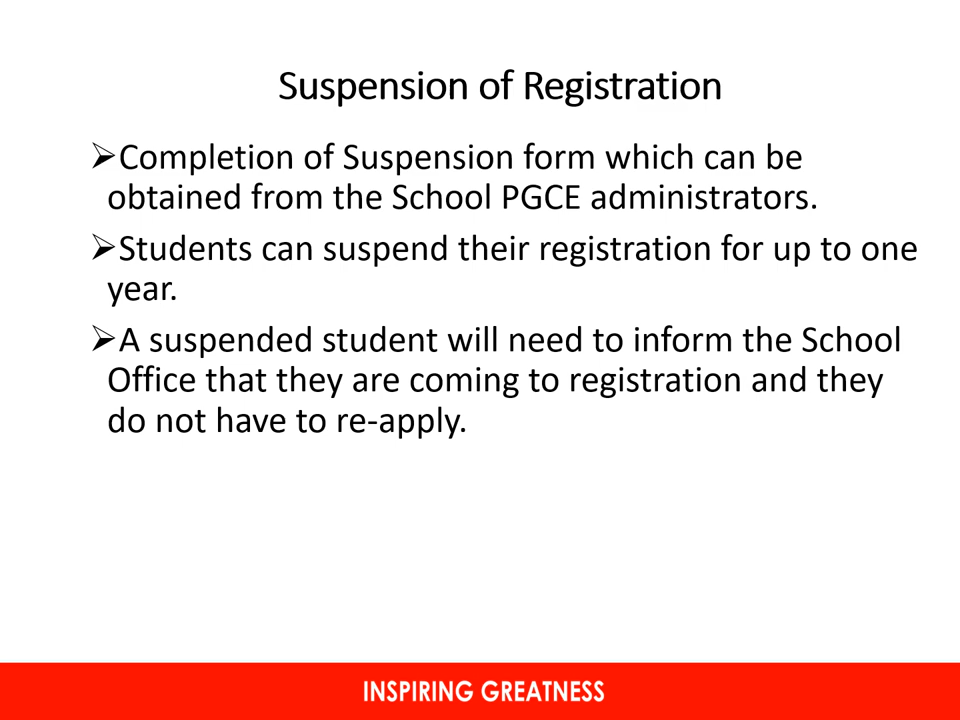 Suspension of Registration
➢Completion of Suspension form which can be
obtained from the School PGCE administrators.
➢Students can suspend their registration for up to one
year.
➢A suspended student will need to inform the School
Office that they are coming to registration and they
do not have to re-apply.
INSPIRING GREATNESS